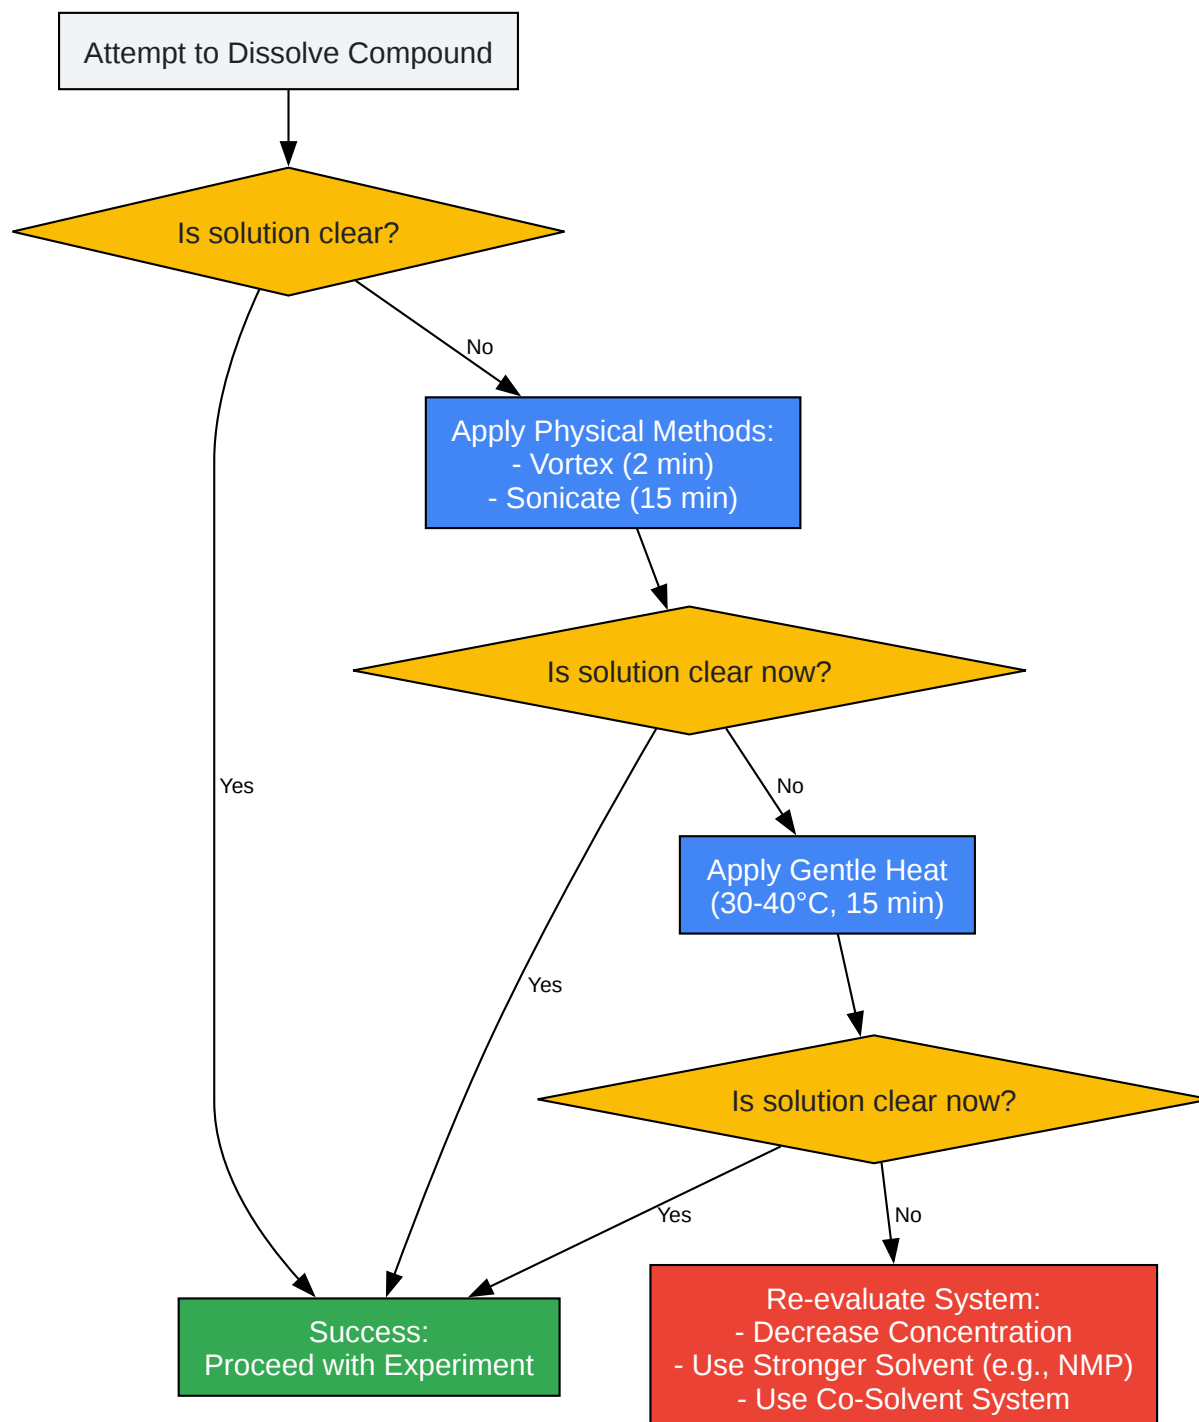 Attempt to Dissolve Compound
Is solution clear?
No
Apply Physical Methods:
- Vortex (2 min)
- Sonicate (15 min)
Is solution clear now?
Yes
No
Apply Gentle Heat
(30-40°C, 15 min)
Yes
Is solution clear now?
Yes
No
Success:
Proceed with Experiment
Re-evaluate System:
- Decrease Concentration
- Use Stronger Solvent (e.g., NMP)
- Use Co-Solvent System